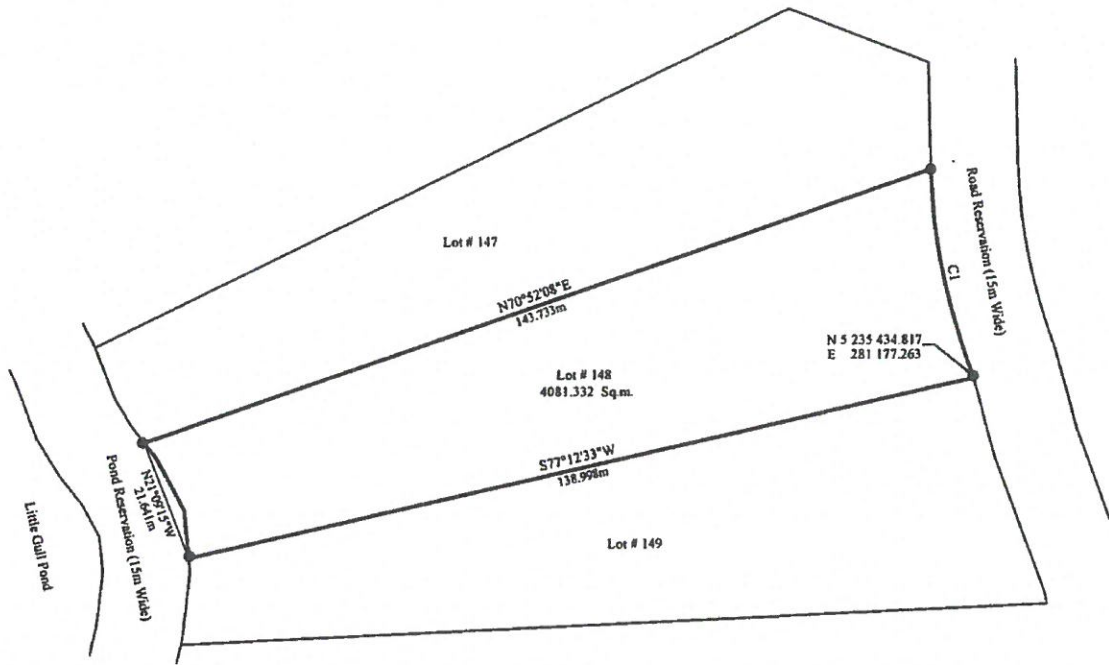 Lot # 147
Road Reservation (15m Wide)
C1
N70°52'08"E
143.733m
N 5 235 434.817
E 281 177.263
Lot # 148
4081.332 Sq.m.
S77°12'33"W
138.998m
N21°09'15"W
21.641m
Pond Reservation (15m Wide)
Little Gull Pond
Lot # 149